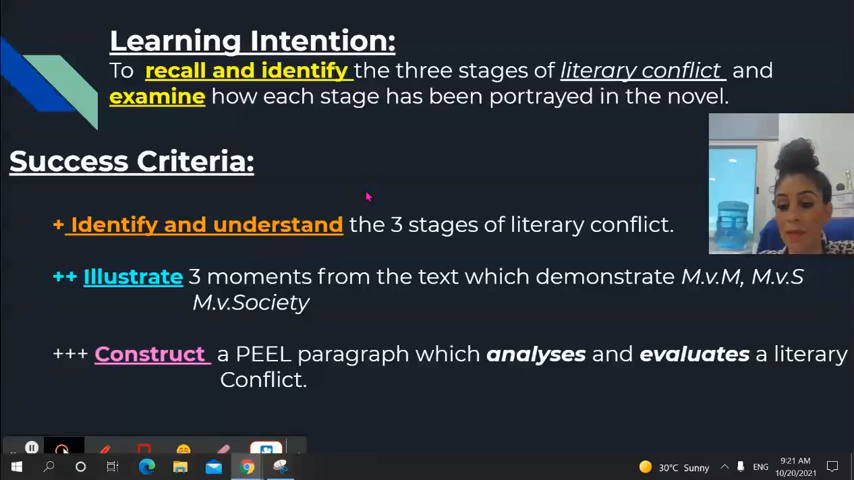 Learning Intention:
To recall and identify the three stages of literary conflict and
examine how each stage has been portrayed in the novel.
Success Criteria:
+ Identify and understand the 3 stages of literary conflict.
++ Illustrate 3 moments from the text which demonstrate M.v.M, M.v.S
M.v.Society
+++ Construct a PEEL paragraph which analyses and evaluates a literary
Conflict.
30°C Sunny
ENG
9:21 AM
10/20/2021